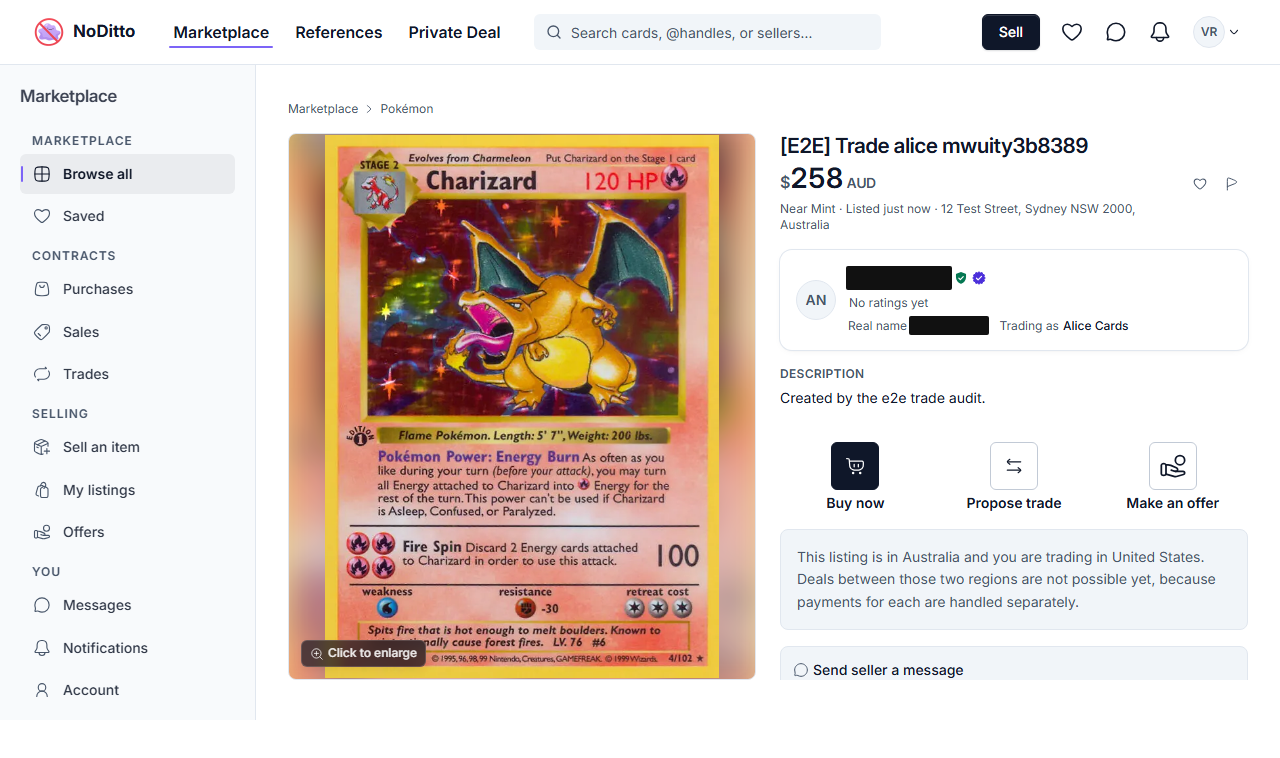 NoDitto
Marketplace
References
Private Deal
Search cards, @handles, or sellers...
Sell
VR
Marketplace
MARKETPLACE
Browse all
Saved
CONTRACTS
Purchases
Sales
Trades
SELLING
Sell an item
My listings
Offers
YOU
Messages
Notifications
Account
Marketplace > Pokémon
STAGE 2
Evolves from Charmeleon
Put Charizard on the Stage 1 card
Charizard
120 HP
EDITION
1
Flame Pokémon. Length: 5' 7", Weight: 200 lbs.
Pokémon Power: Energy Burn As often as you
like during your turn (before your attack), you may turn
all Energy attached to Charizard into Energy for the
rest of the turn. This power can't be used if Charizard
is Asleep, Confused, or Paralyzed.
Fire Spin Discard 2 Energy cards attached
to Charizard in order to use this attack.
100
weakness
resistance
retreat cost
-30
Spits fire that is hot enough to melt boulders. Known to
cause forest fires. LV. 76 #6
Click to enlarge
© 1995, 96, 98, 99 Nintendo, Creatures, GAMEFREAK. © 1999 Wizards. 4/102 ★
[E2E] Trade alice mwuity3b8389
$258 AUD
Near Mint · Listed just now · 12 Test Street, Sydney NSW 2000,
Australia
AN
No ratings yet
Real name
Trading as Alice Cards
DESCRIPTION
Created by the e2e trade audit.
Buy now
Propose trade
Make an offer
This listing is in Australia and you are trading in United States.
Deals between those two regions are not possible yet, because
payments for each are handled separately.
Send seller a message